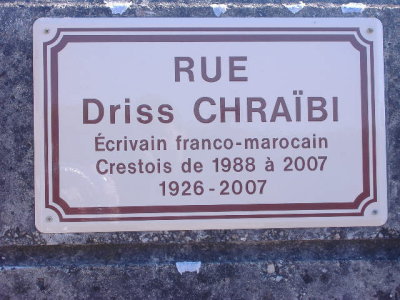 RUE
Driss CHRAÏBI
Écrivain franco-marocain
Crestois de 1988 à 2007
1926-2007